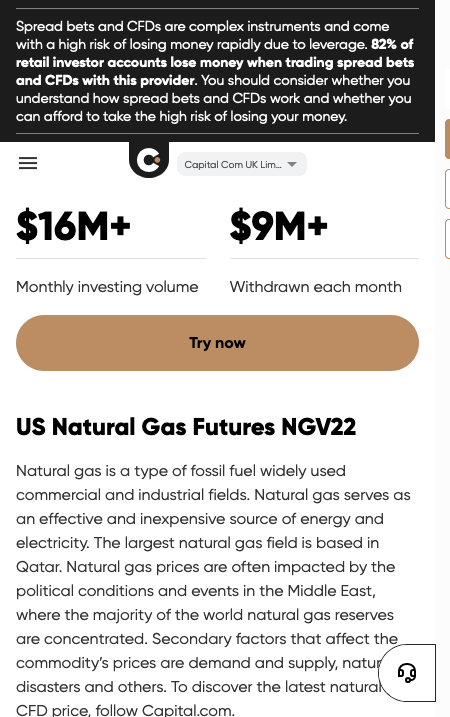 Spread bets and CFDs are complex instruments and come
with a high risk of losing money rapidly due to leverage. 82% of
retail investor accounts lose money when trading spread bets
and CFDs with this provider. You should consider whether you
understand how spread bets and CFDs work and whether you
can afford to take the high risk of losing your money.
Capital Com UK Lim...
$16M+
$9M+
Monthly investing volume
Withdrawn each month
Try now
US Natural Gas Futures NGV22
Natural gas is a type of fossil fuel widely used
commercial and industrial fields. Natural gas serves as
an effective and inexpensive source of energy and
electricity. The largest natural gas field is based in
Qatar. Natural gas prices are often impacted by the
political conditions and events in the Middle East,
where the majority of the world natural gas reserves
are concentrated. Secondary factors that affect the
commodity's prices are demand and supply,
disasters and others. To discover the latest natural
CFD price, follow Capital.com.